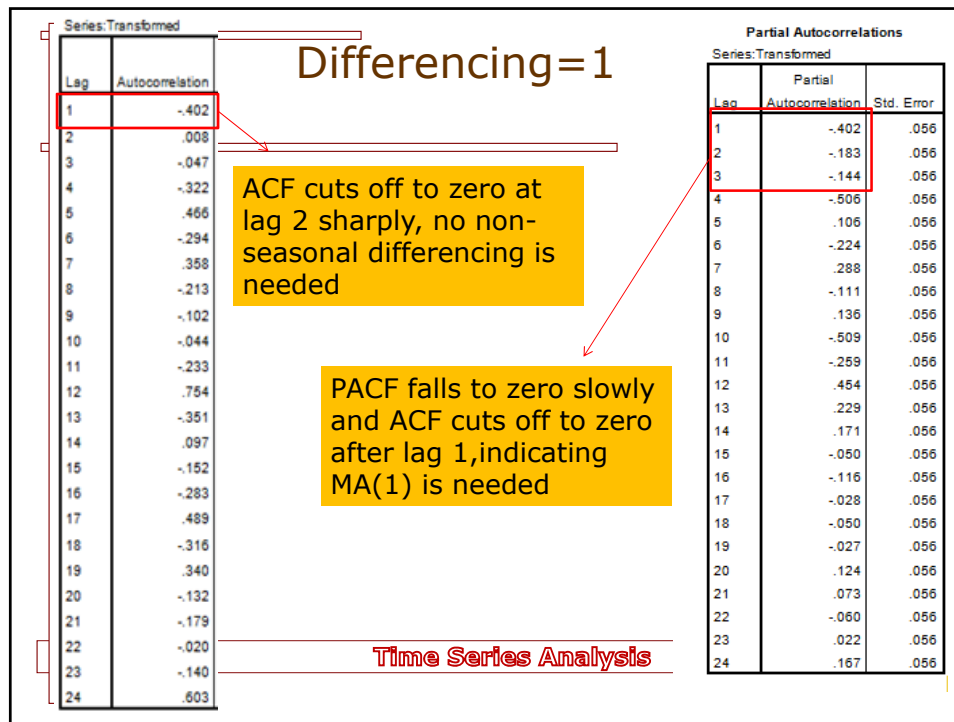 Series:Transformed
Lag Autocorrelation
1 -.402
2 .008
3 -.047
4 -.322
5 .466
6 -.294
7 .358
8 -.213
9 -.102
10 -.044
11 -.233
12 .754
13 -.351
14 .097
15 -.152
16 -.283
17 .489
18 -.316
19 .340
20 -.132
21 -.179
22 -.020
23 -.140
24 .603
Differencing=1
ACF cuts off to zero at
lag 2 sharply, no non-
seasonal differencing is
needed
PACF falls to zero slowly
and ACF cuts off to zero
after lag 1,indicating
MA(1) is needed
Partial Autocorrelations
Series:Transformed
Partial
Lag Autocorrelation Std. Error
1 -.402 .056
2 -.183 .056
3 -.144 .056
4 -.506 .056
5 .106 .056
6 -.224 .056
7 .288 .056
8 -.111 .056
9 .136 .056
10 -.509 .056
11 -.259 .056
12 .454 .056
13 .229 .056
14 .171 .056
15 -.050 .056
16 -.116 .056
17 -.028 .056
18 -.050 .056
19 -.027 .056
20 .124 .056
21 .073 .056
22 -.060 .056
23 .022 .056
24 .167 .056
Time Series Analysis